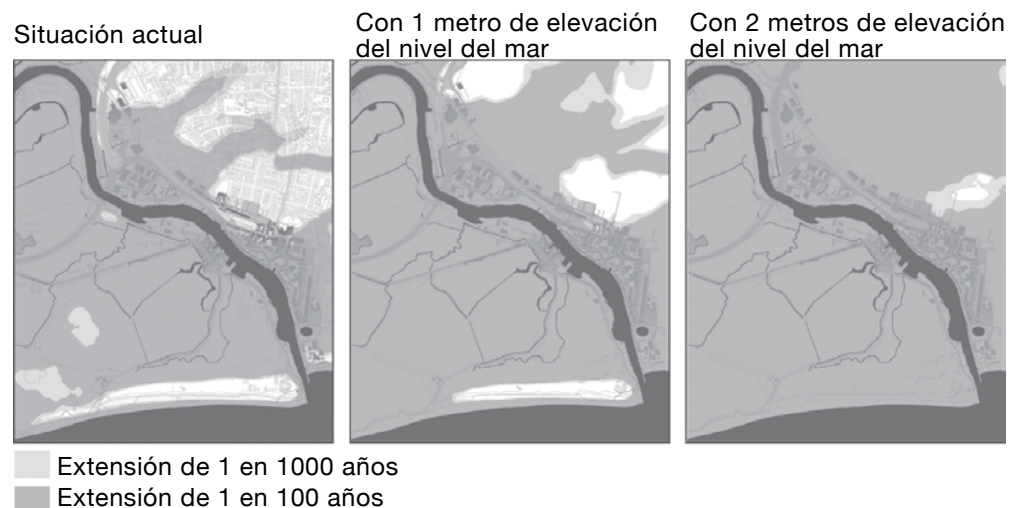 Situación actual
Con 1 metro de elevación
del nivel del mar
Con 2 metros de elevación
del nivel del mar
Extensión de 1 en 1000 años
Extensión de 1 en 100 años